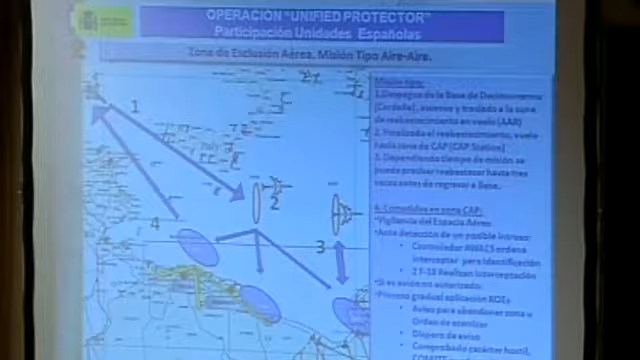 OPERACIÓN "UNIFIED PROTECTOR"
Participación Unidades Españolas
Zona de Exclusión Aérea. Misión Tipo Aire-Aire.
1
2
3
4
Misión tipo:
1. Despegue de la Base de Decimomannu
(Cerdeña), ascenso y traslado a la zona
de reabastecimiento en vuelo (AAR)
2. Finalizado el reabastecimiento, vuelo
hacia zona de CAP (CAP Station)
3. Dependiendo tiempo de misión se
puede precisar reabastecer hasta tres
veces antes de regreso a Base.
4. Cometidos en zona CAP:
*Vigilancia del Espacio Aéreo
*Ante detección de un posible intruso:
• Controlador AWACS ordena
interceptar para identificación
• 2 F-18 Realizan interceptación
*Si es avión no autorizado:
*Proceso gradual aplicación ROEs
• Aviso para abandonar zona u
Orden de aterrizar
• Disparo de aviso
• Comprobado carácter hostil,